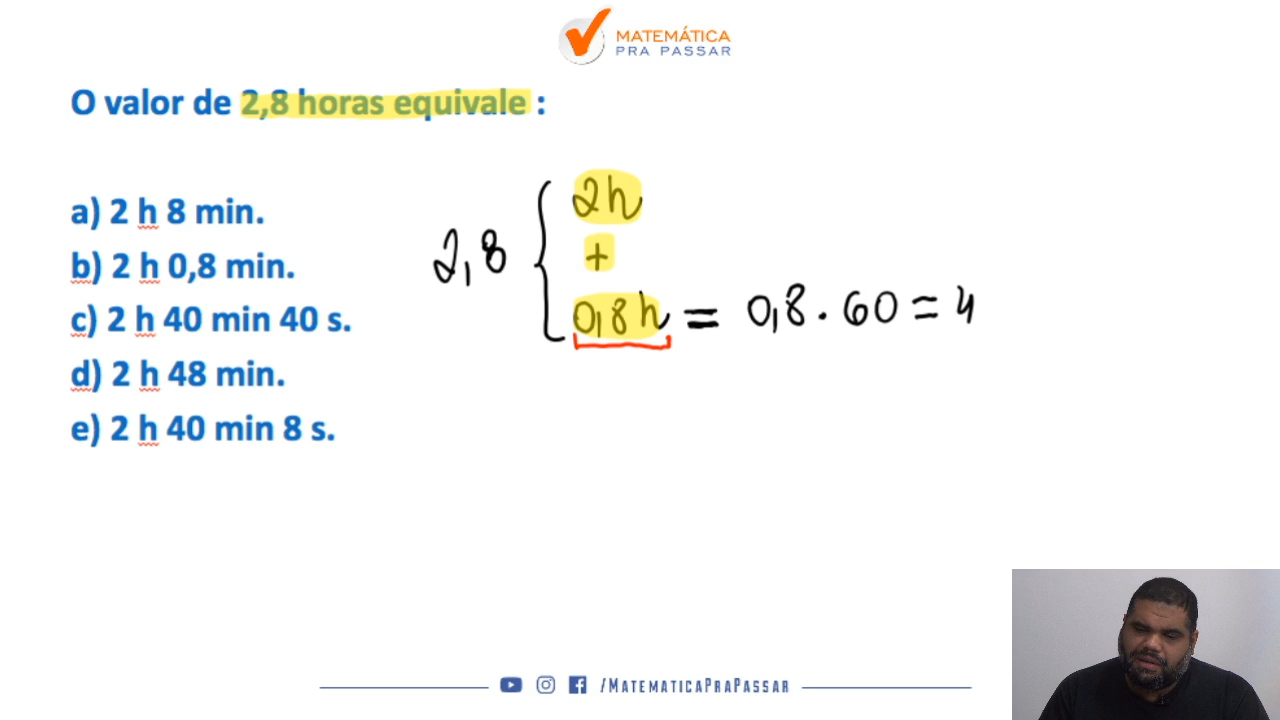 MATEMÁTICA
PRA PASSAR
O valor de 2,8 horas equivale :
a) 2 h 8 min.
b) 2 h 0,8 min.
c) 2 h 40 min 40 s.
d) 2 h 48 min.
e) 2 h 40 min 8 s.
2,8
2h
+
0,8h = 0,8 . 60 = 4
/MATEMATICAPRAPASSAR